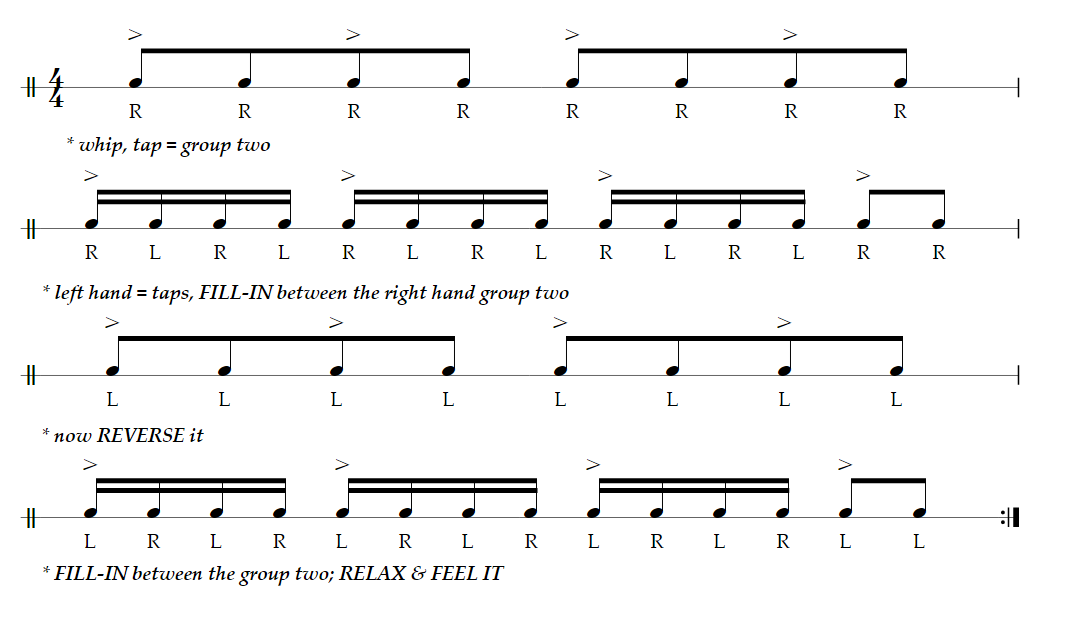 4
4
R R R R R R R R
* whip, tap = group two
R L R L R L R L R L R L R R
* left hand = taps, FILL-IN between the right hand group two
L L L L L L L L
* now REVERSE it
L R L R L R L R L R L R L L
* FILL-IN between the group two; RELAX & FEEL IT